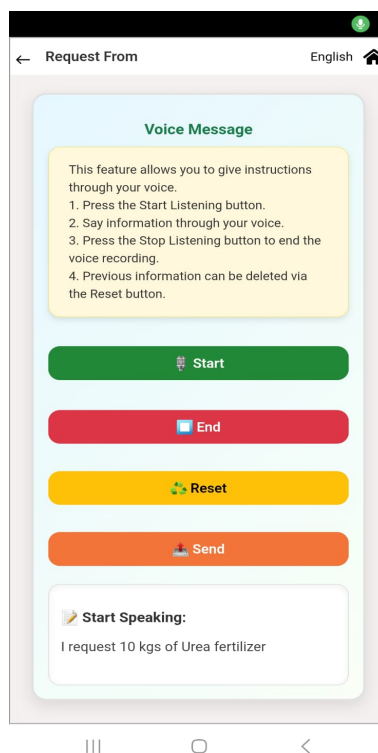 Request From
English
Voice Message
This feature allows you to give instructions
through your voice.
1. Press the Start Listening button.
2. Say information through your voice.
3. Press the Stop Listening button to end the
voice recording.
4. Previous information can be deleted via
the Reset button.
Start
End
Reset
Send
Start Speaking:
I request 10 kgs of Urea fertilizer